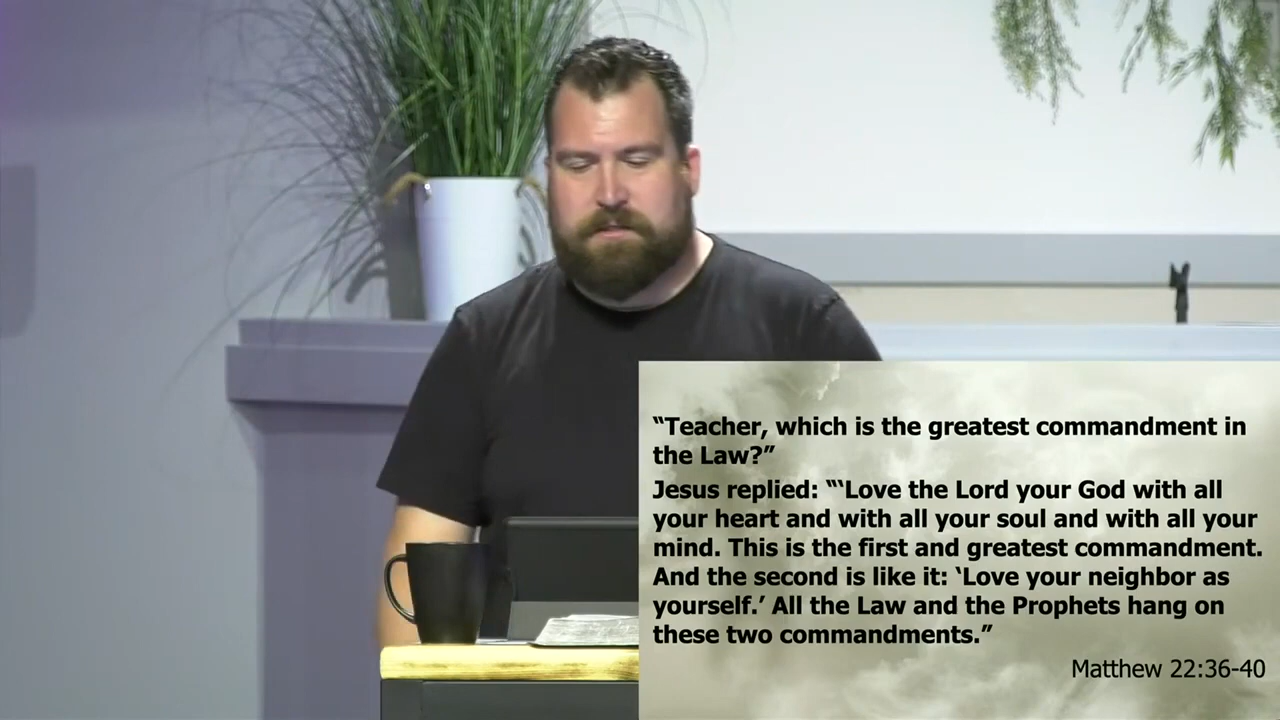 “Teacher, which is the greatest commandment in
the Law?”
Jesus replied: “‘Love the Lord your God with all
your heart and with all your soul and with all your
mind. This is the first and greatest commandment.
And the second is like it: ‘Love your neighbor as
yourself.’ All the Law and the Prophets hang on
these two commandments.”
Matthew 22:36-40